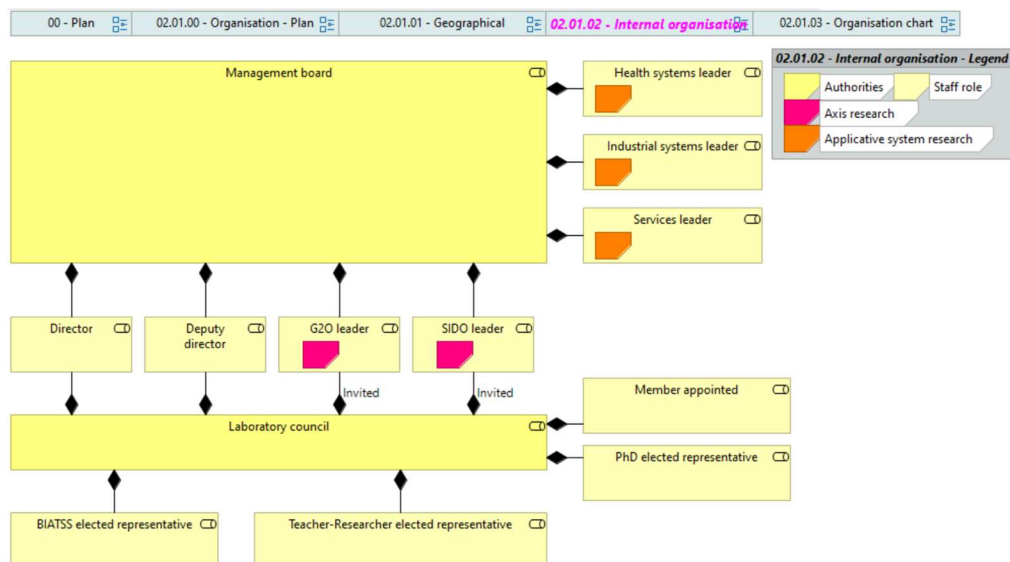 00 - Plan
02.01.00 - Organisation - Plan
02.01.01 - Geographical
02.01.02 - Internal organisation
02.01.03 - Organisation chart
02.01.02 - Internal organisation - Legend
Authorities
Staff role
Axis research
Applicative system research
Management board
Health systems leader
Industrial systems leader
Services leader
Director
Deputy
director
G2O leader
SIDO leader
Invited
Invited
Laboratory council
Member appointed
PhD elected representative
BIATSS elected representative
Teacher-Researcher elected representative